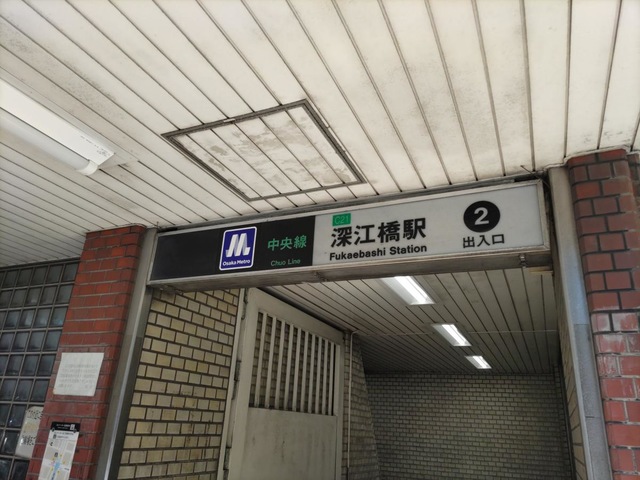 Osaka Metro
中央線
Chuo Line
C21
深江橋駅
Fukaebashi Station
2
出入口